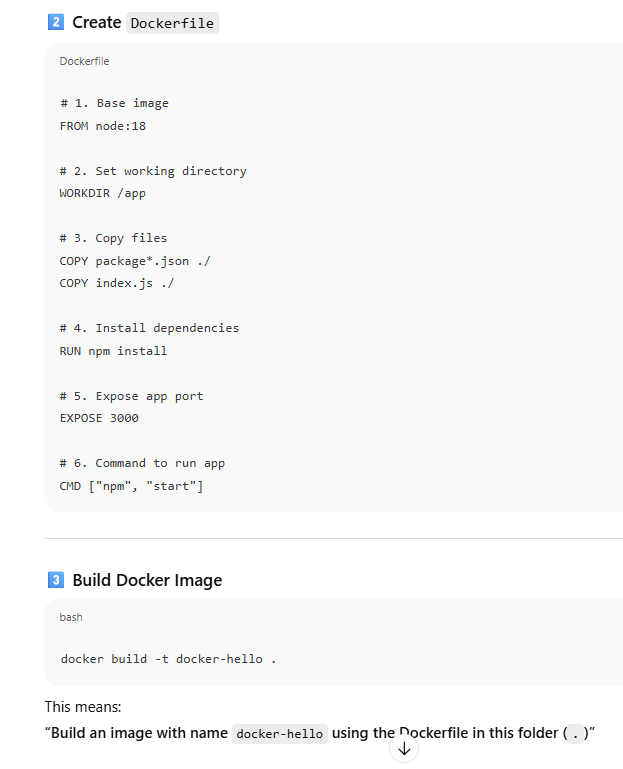 2 Create Dockerfile
Dockerfile
# 1. Base image
FROM node:18
# 2. Set working directory
WORKDIR /app
# 3. Copy files
COPY package*.json ./
COPY index.js ./
# 4. Install dependencies
RUN npm install
# 5. Expose app port
EXPOSE 3000
# 6. Command to run app
CMD ["npm", "start"]
3 Build Docker Image
bash
docker build -t docker-hello .
This means:
“Build an image with name docker-hello using the Dockerfile in this folder ( . )”